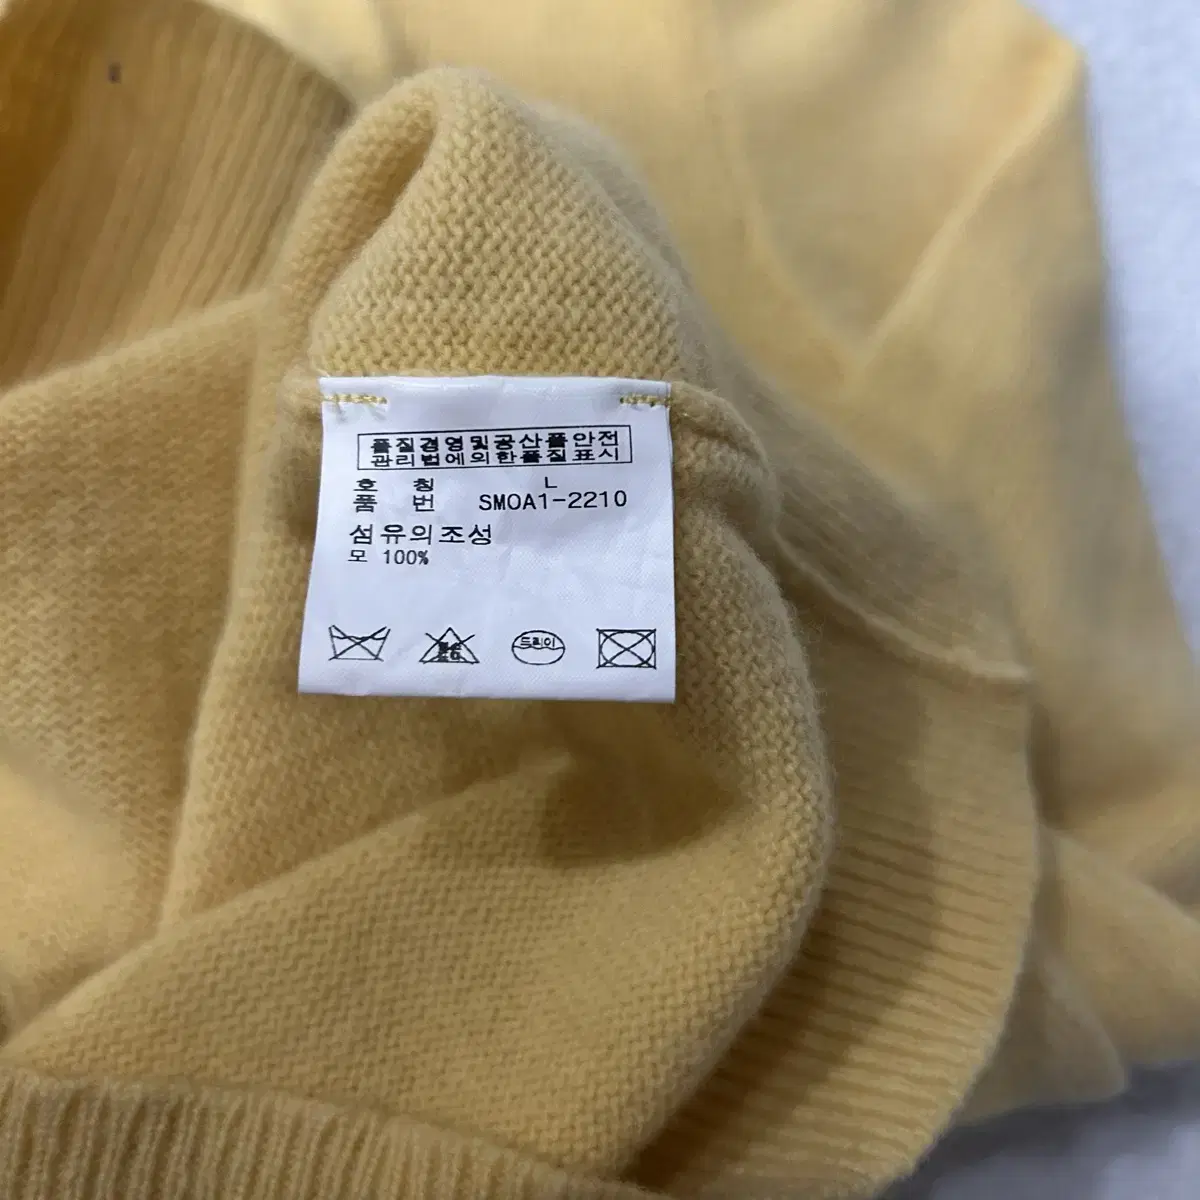 품질경영및공산품안전
관리법에의한품질표시
호 칭 L
품 번 SMOA1-2210
섬유의조성
모 100%
드라이